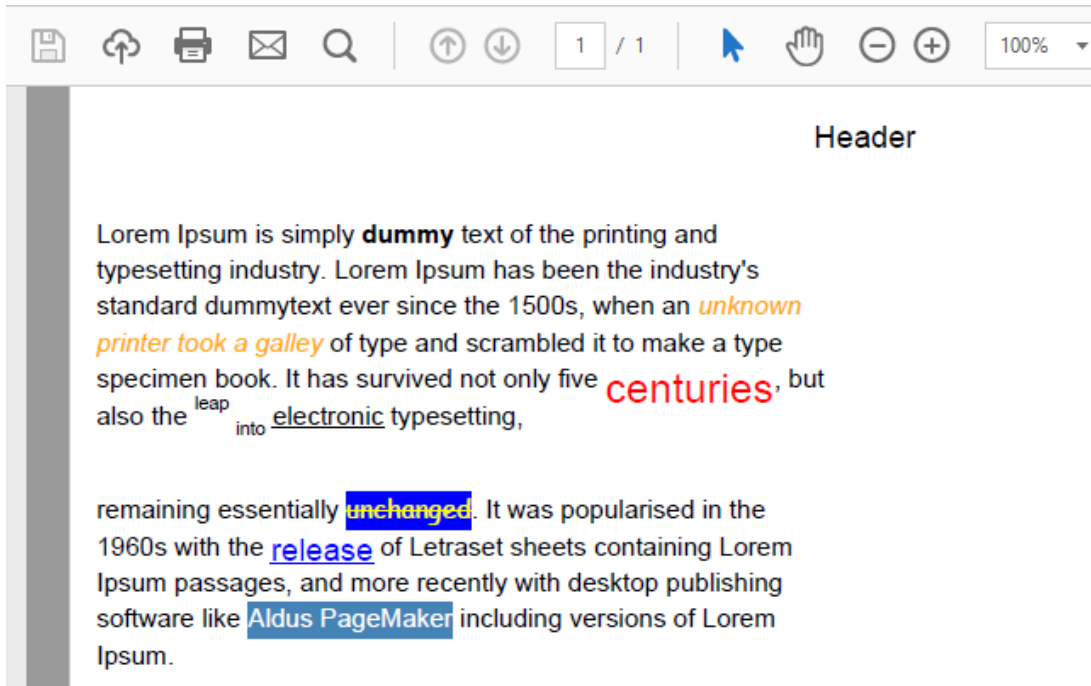 1 / 1 100%
Header
Lorem Ipsum is simply dummy text of the printing and
typesetting industry. Lorem Ipsum has been the industry's
standard dummytext ever since the 1500s, when an unknown
printer took a galley of type and scrambled it to make a type
specimen book. It has survived not only five centuries, but
also the leap into electronic typesetting,
remaining essentially unchanged. It was popularised in the
1960s with the release of Letraset sheets containing Lorem
Ipsum passages, and more recently with desktop publishing
software like Aldus PageMaker including versions of Lorem
Ipsum.